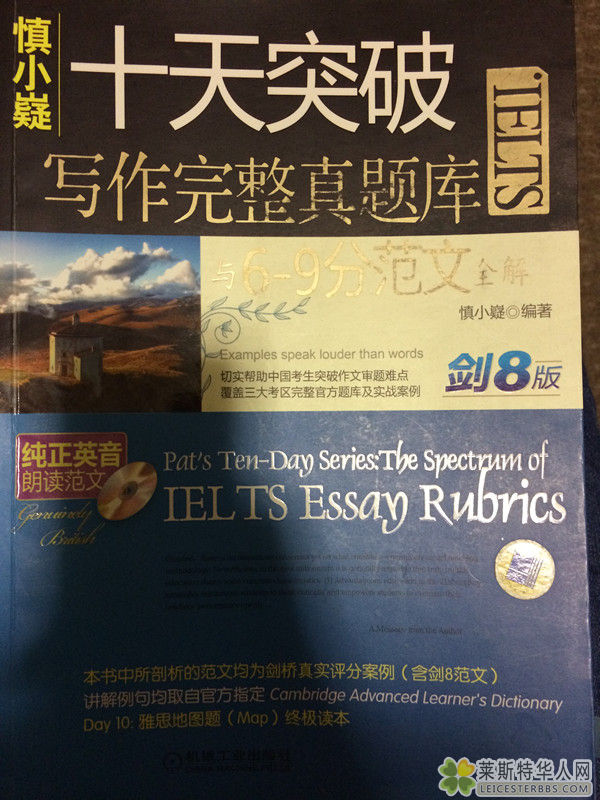 慎小嶷
十天突破
IELTS
写作完整真题库
与6-9分范文全解
慎小嶷◎编著
Examples speak louder than words
切实帮助中国考生突破作文审题难点
覆盖三大考区完整官方题库及实战案例
剑8版
纯正英音
朗读范文
Genuinely
British
Pat's Ten-Day Series:The Spectrum of
IELTS Essay Rubrics
A Message from the Author
本书中所剖析的范文均为剑桥真实评分案例（含剑8范文）
讲解例句均取自官方指定 Cambridge Advanced Learner's Dictionary
Day 10: 雅思地图题（Map）终极读本
机械工业出版社
莱斯特华人网
LEICESTERBBS.COM